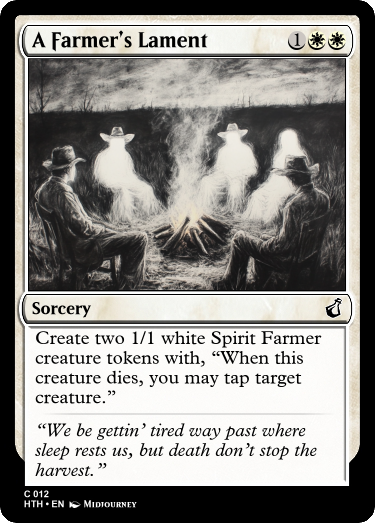 A Farmer's Lament 1
Sorcery
Create two 1/1 white Spirit Farmer
creature tokens with, “When this
creature dies, you may tap target
creature.”
“We be gettin’ tired way past where
sleep rests us, but death don’t stop the
harvest.”
C 012
HTH • EN Midjourney